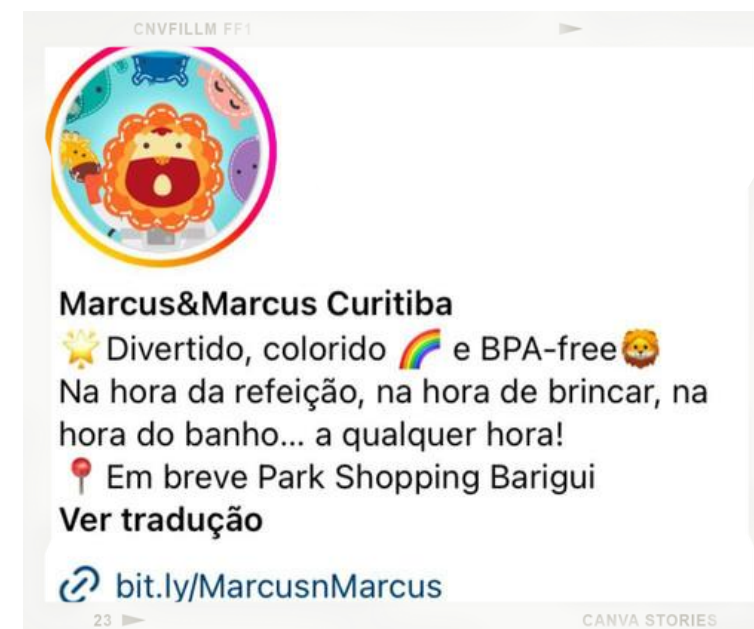 CNVFILLM FF1
Marcus&Marcus Curitiba
🌟Divertido, colorido 🌈 e BPA-free🦁
Na hora da refeição, na hora de brincar, na
hora do banho... a qualquer hora!
📍Em breve Park Shopping Barigui
Ver tradução
bit.ly/MarcusnMarcus
23
CANVA STORIES